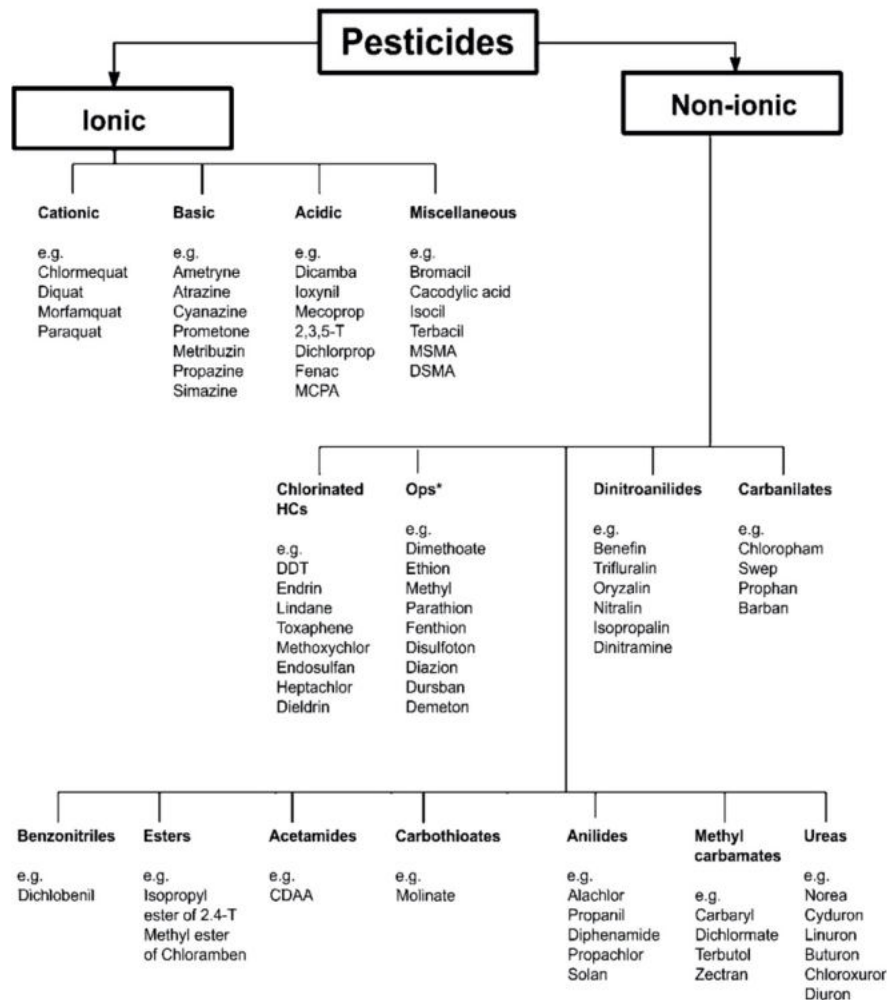 Pesticides
Ionic
Non-ionic
Cationic
e.g.
Chlormequat
Diquat
Morfamquat
Paraquat
Basic
e.g.
Ametryne
Atrazine
Cyanazine
Prometone
Metribuzin
Propazine
Simazine
Acidic
e.g.
Dicamba
Ioxynil
Mecoprop
2,3,5-T
Dichlorprop
Fenac
MCPA
Miscellaneous
e.g.
Bromacil
Cacodylic acid
Isocil
Terbacil
MSMA
DSMA
Chlorinated
HCs
e.g.
DDT
Endrin
Lindane
Toxaphene
Methoxychlor
Endosulfan
Heptachlor
Dieldrin
Ops*
e.g.
Dimethoate
Ethion
Methyl
Parathion
Fenthion
Disulfoton
Diazion
Dursban
Demeton
Dinitroanilides
e.g.
Benefin
Trifluralin
Oryzalin
Nitralin
Isopropalin
Dinitramine
Carbanilates
e.g.
Chloropham
Swep
Prophan
Barban
Benzonitriles
e.g.
Dichlobenil
Esters
e.g.
Isopropyl
ester of 2.4-T
Methyl ester
of Chloramben
Acetamides
e.g.
CDAA
Carbothioates
e.g.
Molinate
Anilides
e.g.
Alachlor
Propanil
Diphenamide
Propachlor
Solan
Methyl
carbamates
e.g.
Carbaryl
Dichlormate
Terbutol
Zectran
Ureas
e.g.
Norea
Cyduron
Linuron
Buturon
Chloroxuron
Diuron